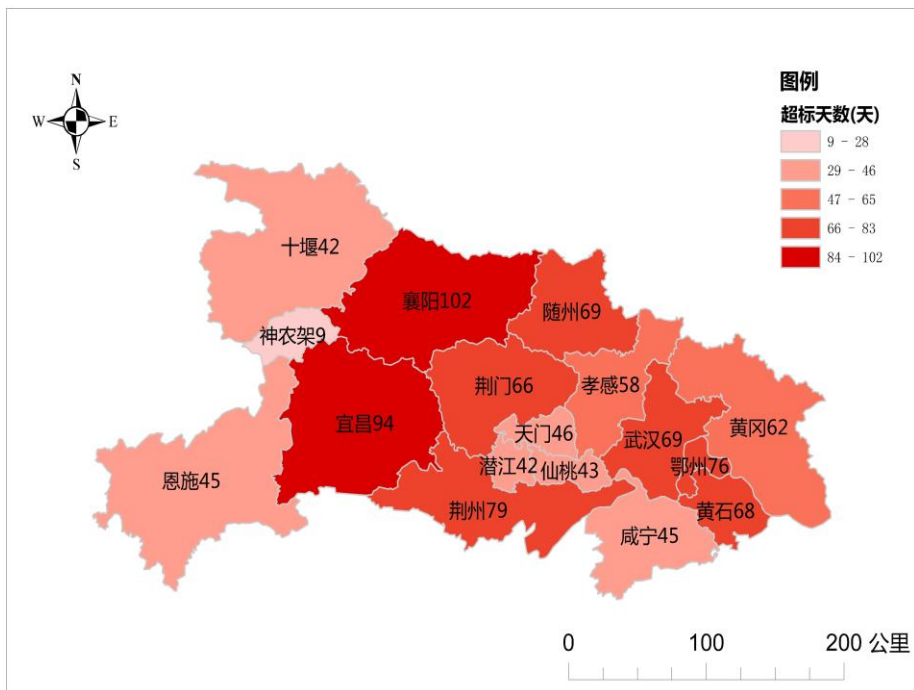 N
W E
S
图例
超标天数(天)
9 - 28
29 - 46
47 - 65
66 - 83
84 - 102
十堰42
襄阳102
随州69
神农架9
荆门66
孝感58
宜昌94
天门46
武汉69
黄冈62
恩施45
潜江42
仙桃43
鄂州76
荆州79
黄石68
咸宁45
0 100 200 公里